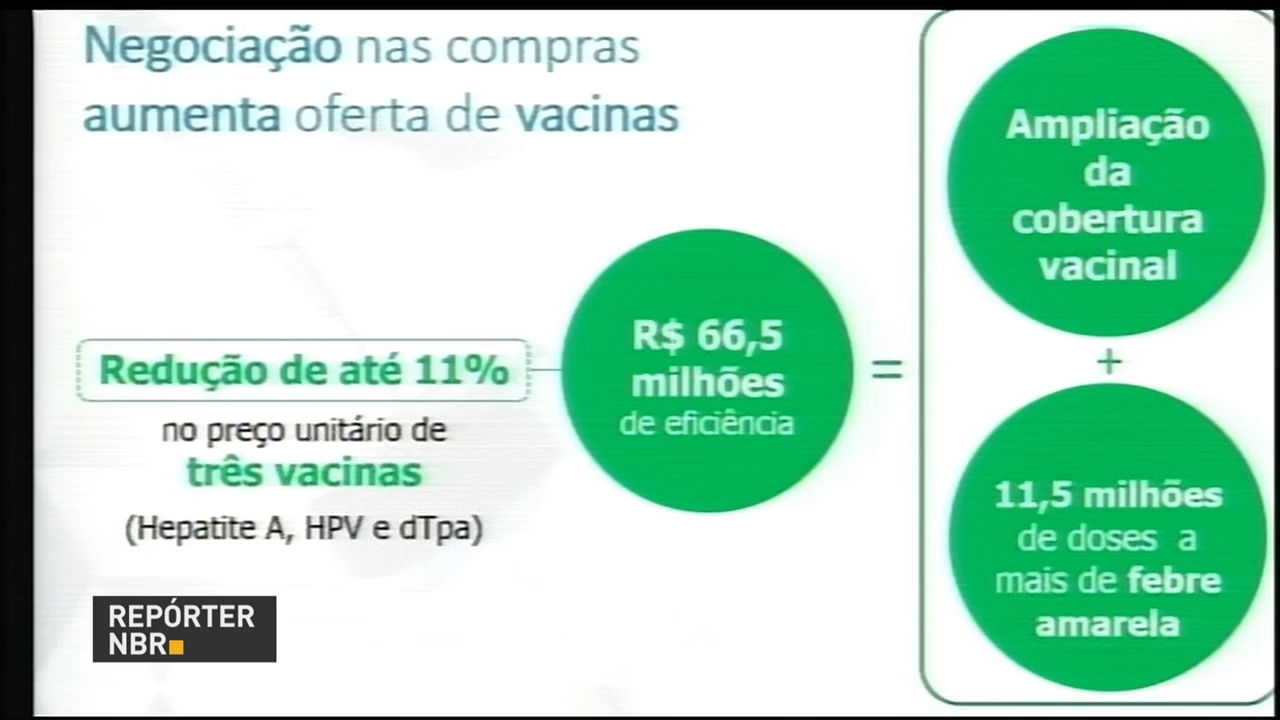 Negociação nas compras
aumenta oferta de vacinas
Redução de até 11%
no preço unitário de
três vacinas
(Hepatite A, HPV e dTpa)
R$ 66,5
milhões
de eficiência
=
Ampliação
da
cobertura
vacinal
+
11,5 milhões
de doses a
mais de febre
amarela
REPÓRTER
NBR